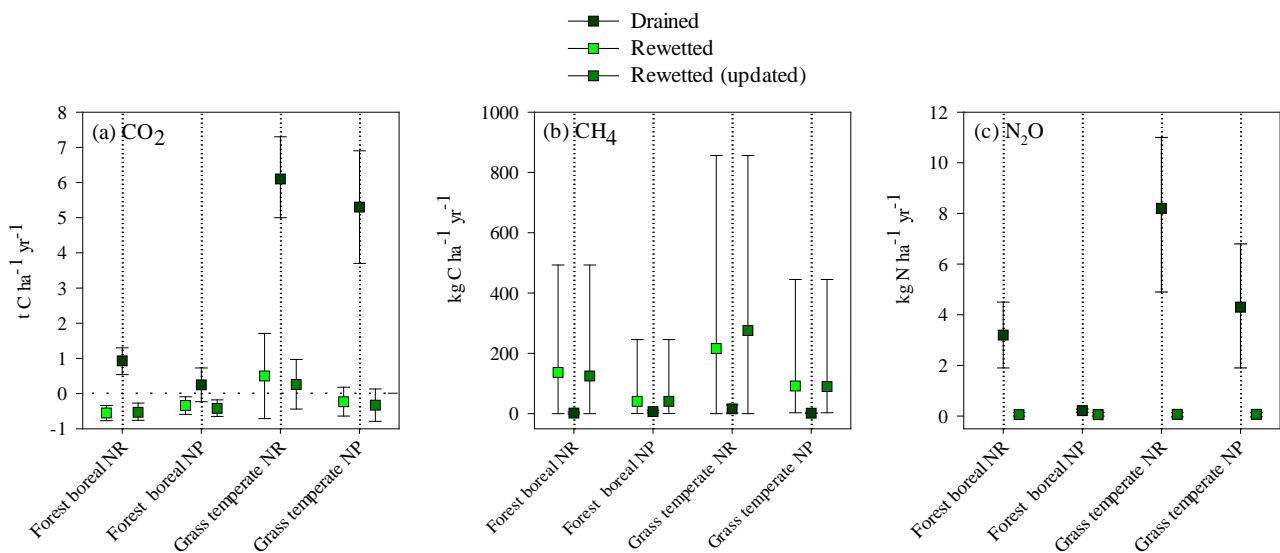 Drained
Rewetted
Rewetted (updated)
(a) CO2
t C ha-1 yr-1
8
7
6
5
4
3
2
1
0
-1
Forest boreal NR
Forest boreal NP
Grass temperate NR
Grass temperate NP
(b) CH4
kg C ha-1 yr-1
1000
800
600
400
200
0
Forest boreal NR
Forest boreal NP
Grass temperate NR
Grass temperate NP
(c) N2O
kg N ha-1 yr-1
12
10
8
6
4
2
0
Forest boreal NR
Forest boreal NP
Grass temperate NR
Grass temperate NP